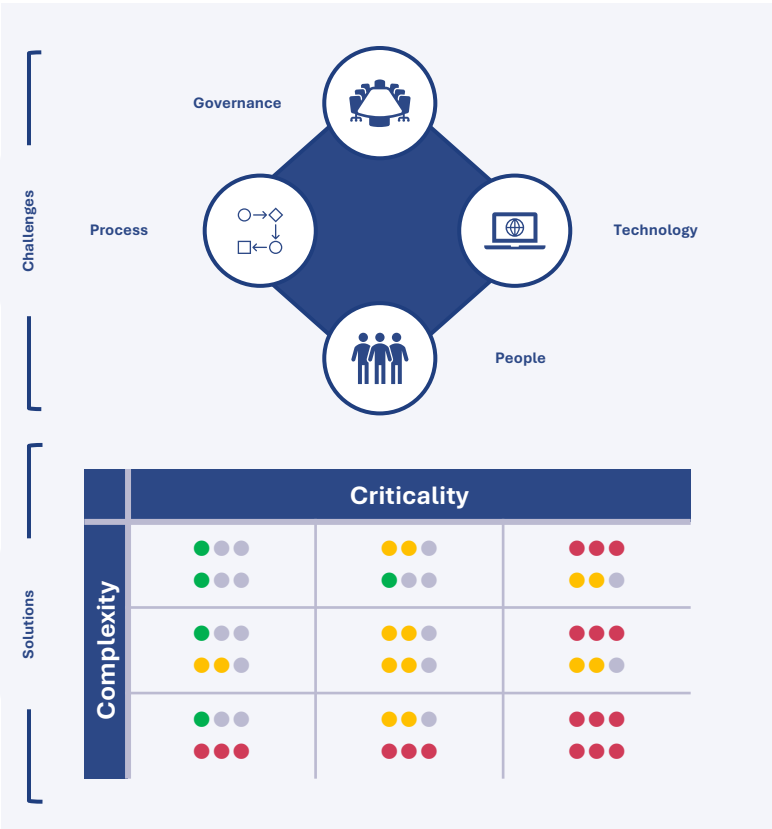 Governance
Challenges
Process
Technology
People
Criticality
Solutions
Complexity